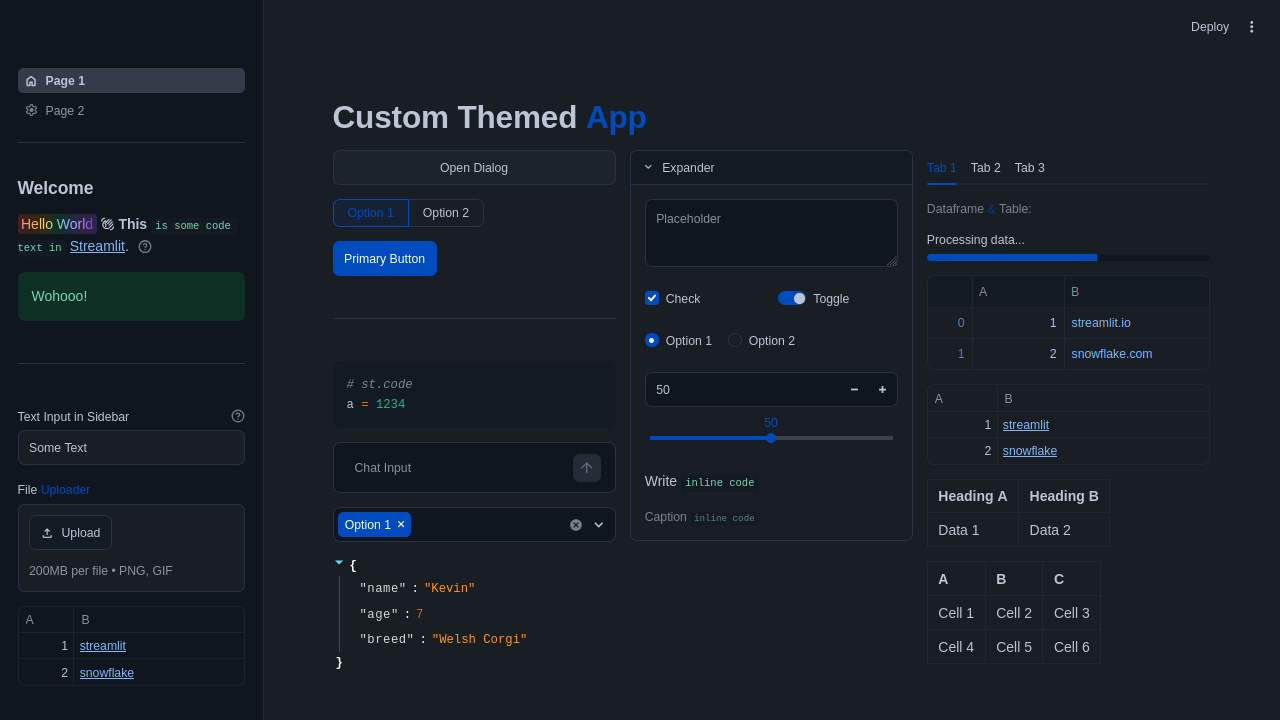 Deploy
Page 1
Page 2
Welcome
Hello World 👋 This is some code
text in Streamlit.
Wohooo!
Text Input in Sidebar
Some Text
File Uploader
Upload
200MB per file • PNG, GIF
A B
1 streamlit
2 snowflake
Custom Themed App
Open Dialog
Option 1 Option 2
Primary Button
# st.code
a = 1234
Chat Input
Option 1
{
"name" : "Kevin"
"age" : 7
"breed" : "Welsh Corgi"
}
Expander
Placeholder
Check Toggle
Option 1 Option 2
50
50
Write inline code
Caption inline code
Tab 1 Tab 2 Tab 3
Dataframe & Table:
Processing data...
A B
0 1 streamlit.io
1 2 snowflake.com
A B
1 streamlit
2 snowflake
Heading A Heading B
Data 1 Data 2
A B C
Cell 1 Cell 2 Cell 3
Cell 4 Cell 5 Cell 6